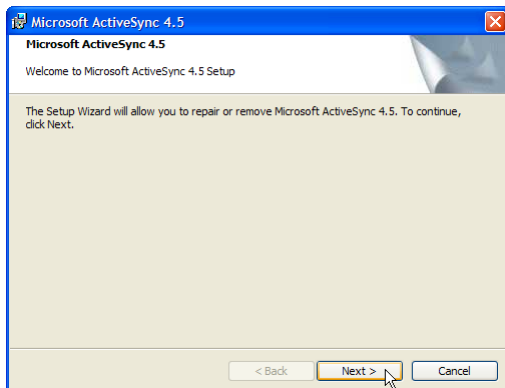 Microsoft ActiveSync 4.5
Microsoft ActiveSync 4.5
Welcome to Microsoft ActiveSync 4.5 Setup
The Setup Wizard will allow you to repair or remove Microsoft ActiveSync 4.5. To continue,
click Next.
< Back Next > Cancel